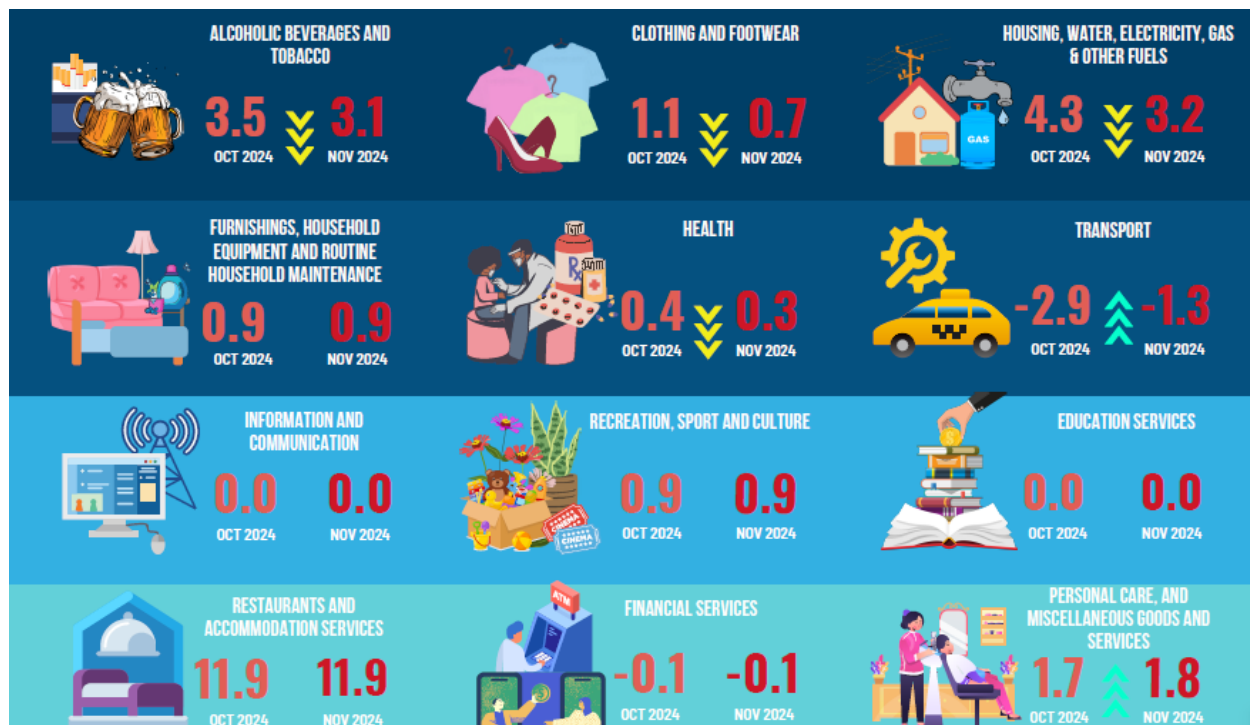 ALCOHOLIC BEVERAGES AND
TOBACCO
3.5 3.1
OCT 2024 NOV 2024
CLOTHING AND FOOTWEAR
1.1 0.7
OCT 2024 NOV 2024
HOUSING, WATER, ELECTRICITY, GAS
& OTHER FUELS
GAS
4.3 3.2
OCT 2024 NOV 2024
FURNISHINGS, HOUSEHOLD
EQUIPMENT AND ROUTINE
HOUSEHOLD MAINTENANCE
0.9 0.9
OCT 2024 NOV 2024
HEALTH
Rx
0.4 0.3
OCT 2024 NOV 2024
TRANSPORT
-2.9 -1.3
OCT 2024 NOV 2024
INFORMATION AND
COMMUNICATION
0.0 0.0
OCT 2024 NOV 2024
RECREATION, SPORT AND CULTURE
0.9 0.9
CINEMA
CINEMA
OCT 2024 NOV 2024
EDUCATION SERVICES
$
0.0 0.0
OCT 2024 NOV 2024
RESTAURANTS AND
ACCOMMODATION SERVICES
11.9 11.9
OCT 2024 NOV 2024
ATM
FINANCIAL SERVICES
-0.1 -0.1
OCT 2024 NOV 2024
PERSONAL CARE, AND
MISCELLANEOUS GOODS AND
SERVICES
1.7 1.8
OCT 2024 NOV 2024